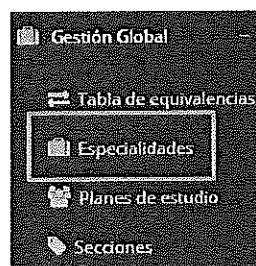 Gestión Global
Tabla de equivalencias
Especialidades
Planes de estudio
Secciones